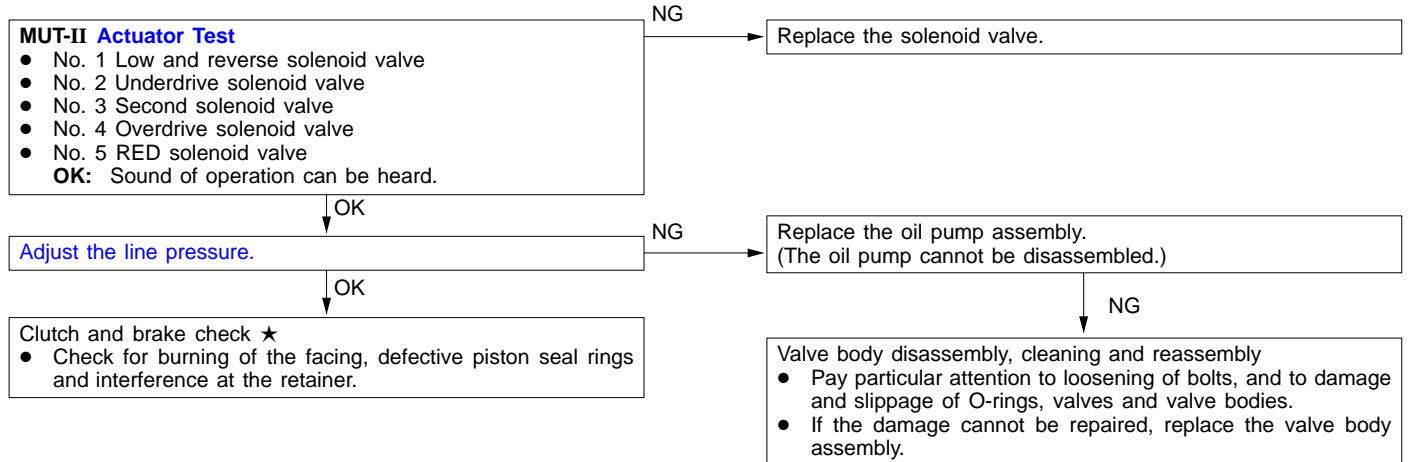 MUT-II Actuator Test
● No. 1 Low and reverse solenoid valve
● No. 2 Underdrive solenoid valve
● No. 3 Second solenoid valve
● No. 4 Overdrive solenoid valve
● No. 5 RED solenoid valve
OK: Sound of operation can be heard.
NG
Replace the solenoid valve.
OK
Adjust the line pressure.
NG
Replace the oil pump assembly.
(The oil pump cannot be disassembled.)
OK
NG
Clutch and brake check ★
● Check for burning of the facing, defective piston seal rings
and interference at the retainer.
Valve body disassembly, cleaning and reassembly
● Pay particular attention to loosening of bolts, and to damage
and slippage of O-rings, valves and valve bodies.
● If the damage cannot be repaired, replace the valve body
assembly.